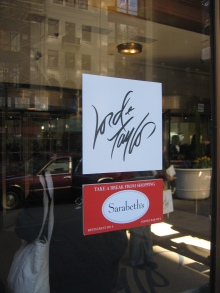 Lord &
Taylor
TAKE A BREAK FROM SHOPPING
Sarabeth's